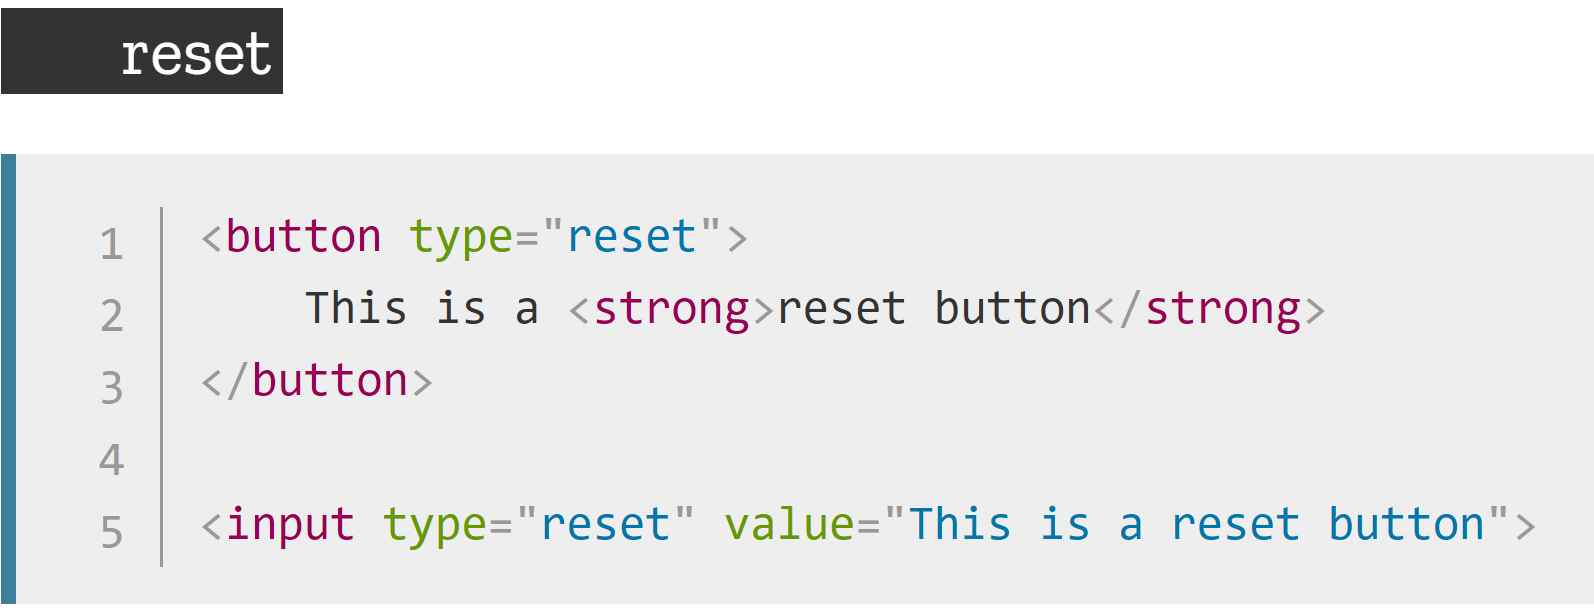 reset
1 <button type="reset">
2     This is a <strong>reset button</strong>
3 </button>
4
5 <input type="reset" value="This is a reset button">